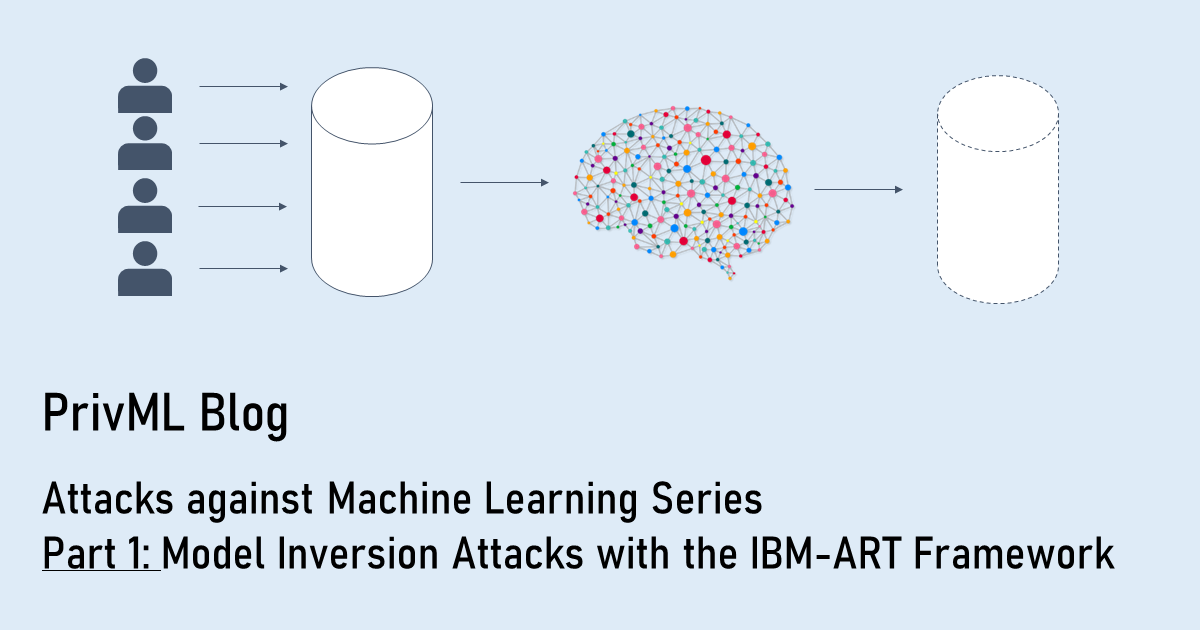 PrivML Blog
Attacks against Machine Learning Series
Part 1: Model Inversion Attacks with the IBM-ART Framework